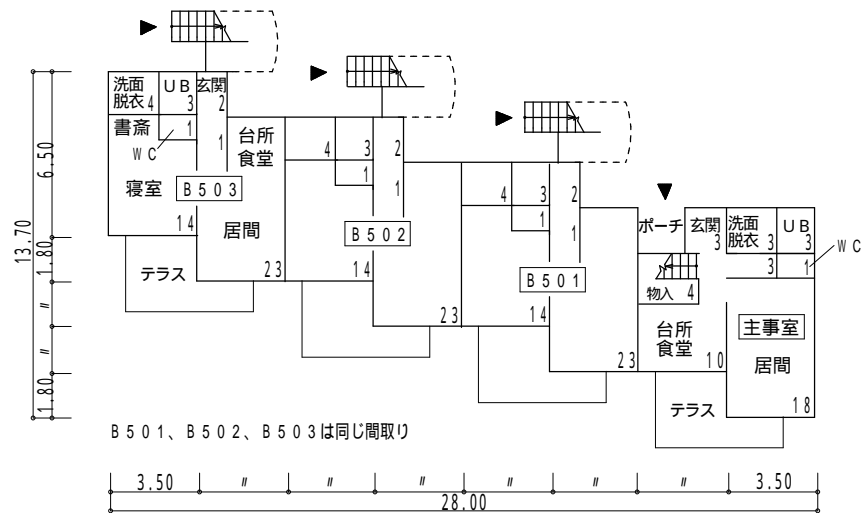 洗面
脱衣 4
ＵＢ
3
玄関
2
書斎
1
ＷＣ
1
寝室
Ｂ５０３
14
台所
食堂
居間
23
テラス
4
3
2
1
1
Ｂ５０２
14
23
4
3
2
1
1
Ｂ５０１
14
23
ポーチ
玄関
3
洗面
脱衣 3
ＵＢ
3
3
1
ＷＣ
物入 4
台所
食堂
10
主事室
居間
18
テラス
13.70
6.50
1.80
〃
〃
1.80
Ｂ５０１、Ｂ５０２、Ｂ５０３は同じ間取り
3.50 〃 〃 〃 〃 〃 〃 3.50
28.00